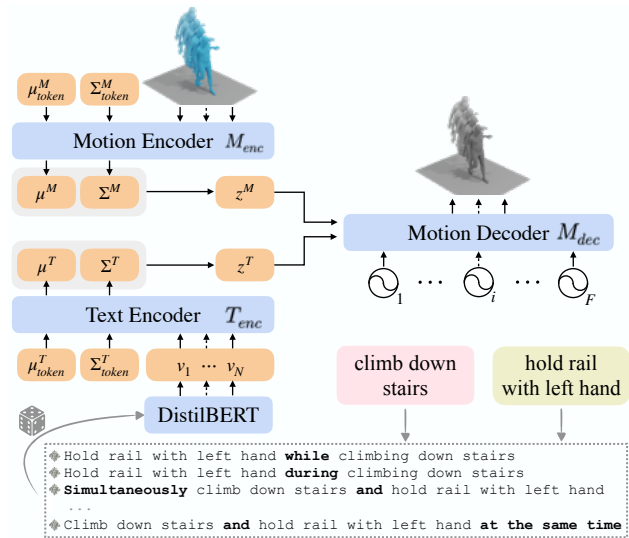 μ^M_token Σ^M_token
Motion Encoder M_enc
μ^M Σ^M z^M
Motion Decoder M_dec
μ^T Σ^T z^T
1 ... i ... F
Text Encoder T_enc
μ^T_token Σ^T_token v_1 ... v_N
DistilBERT
climb down
stairs
hold rail
with left hand
Hold rail with left hand while climbing down stairs
Hold rail with left hand during climbing down stairs
Simultaneously climb down stairs and hold rail with left hand
...
Climb down stairs and hold rail with left hand at the same time